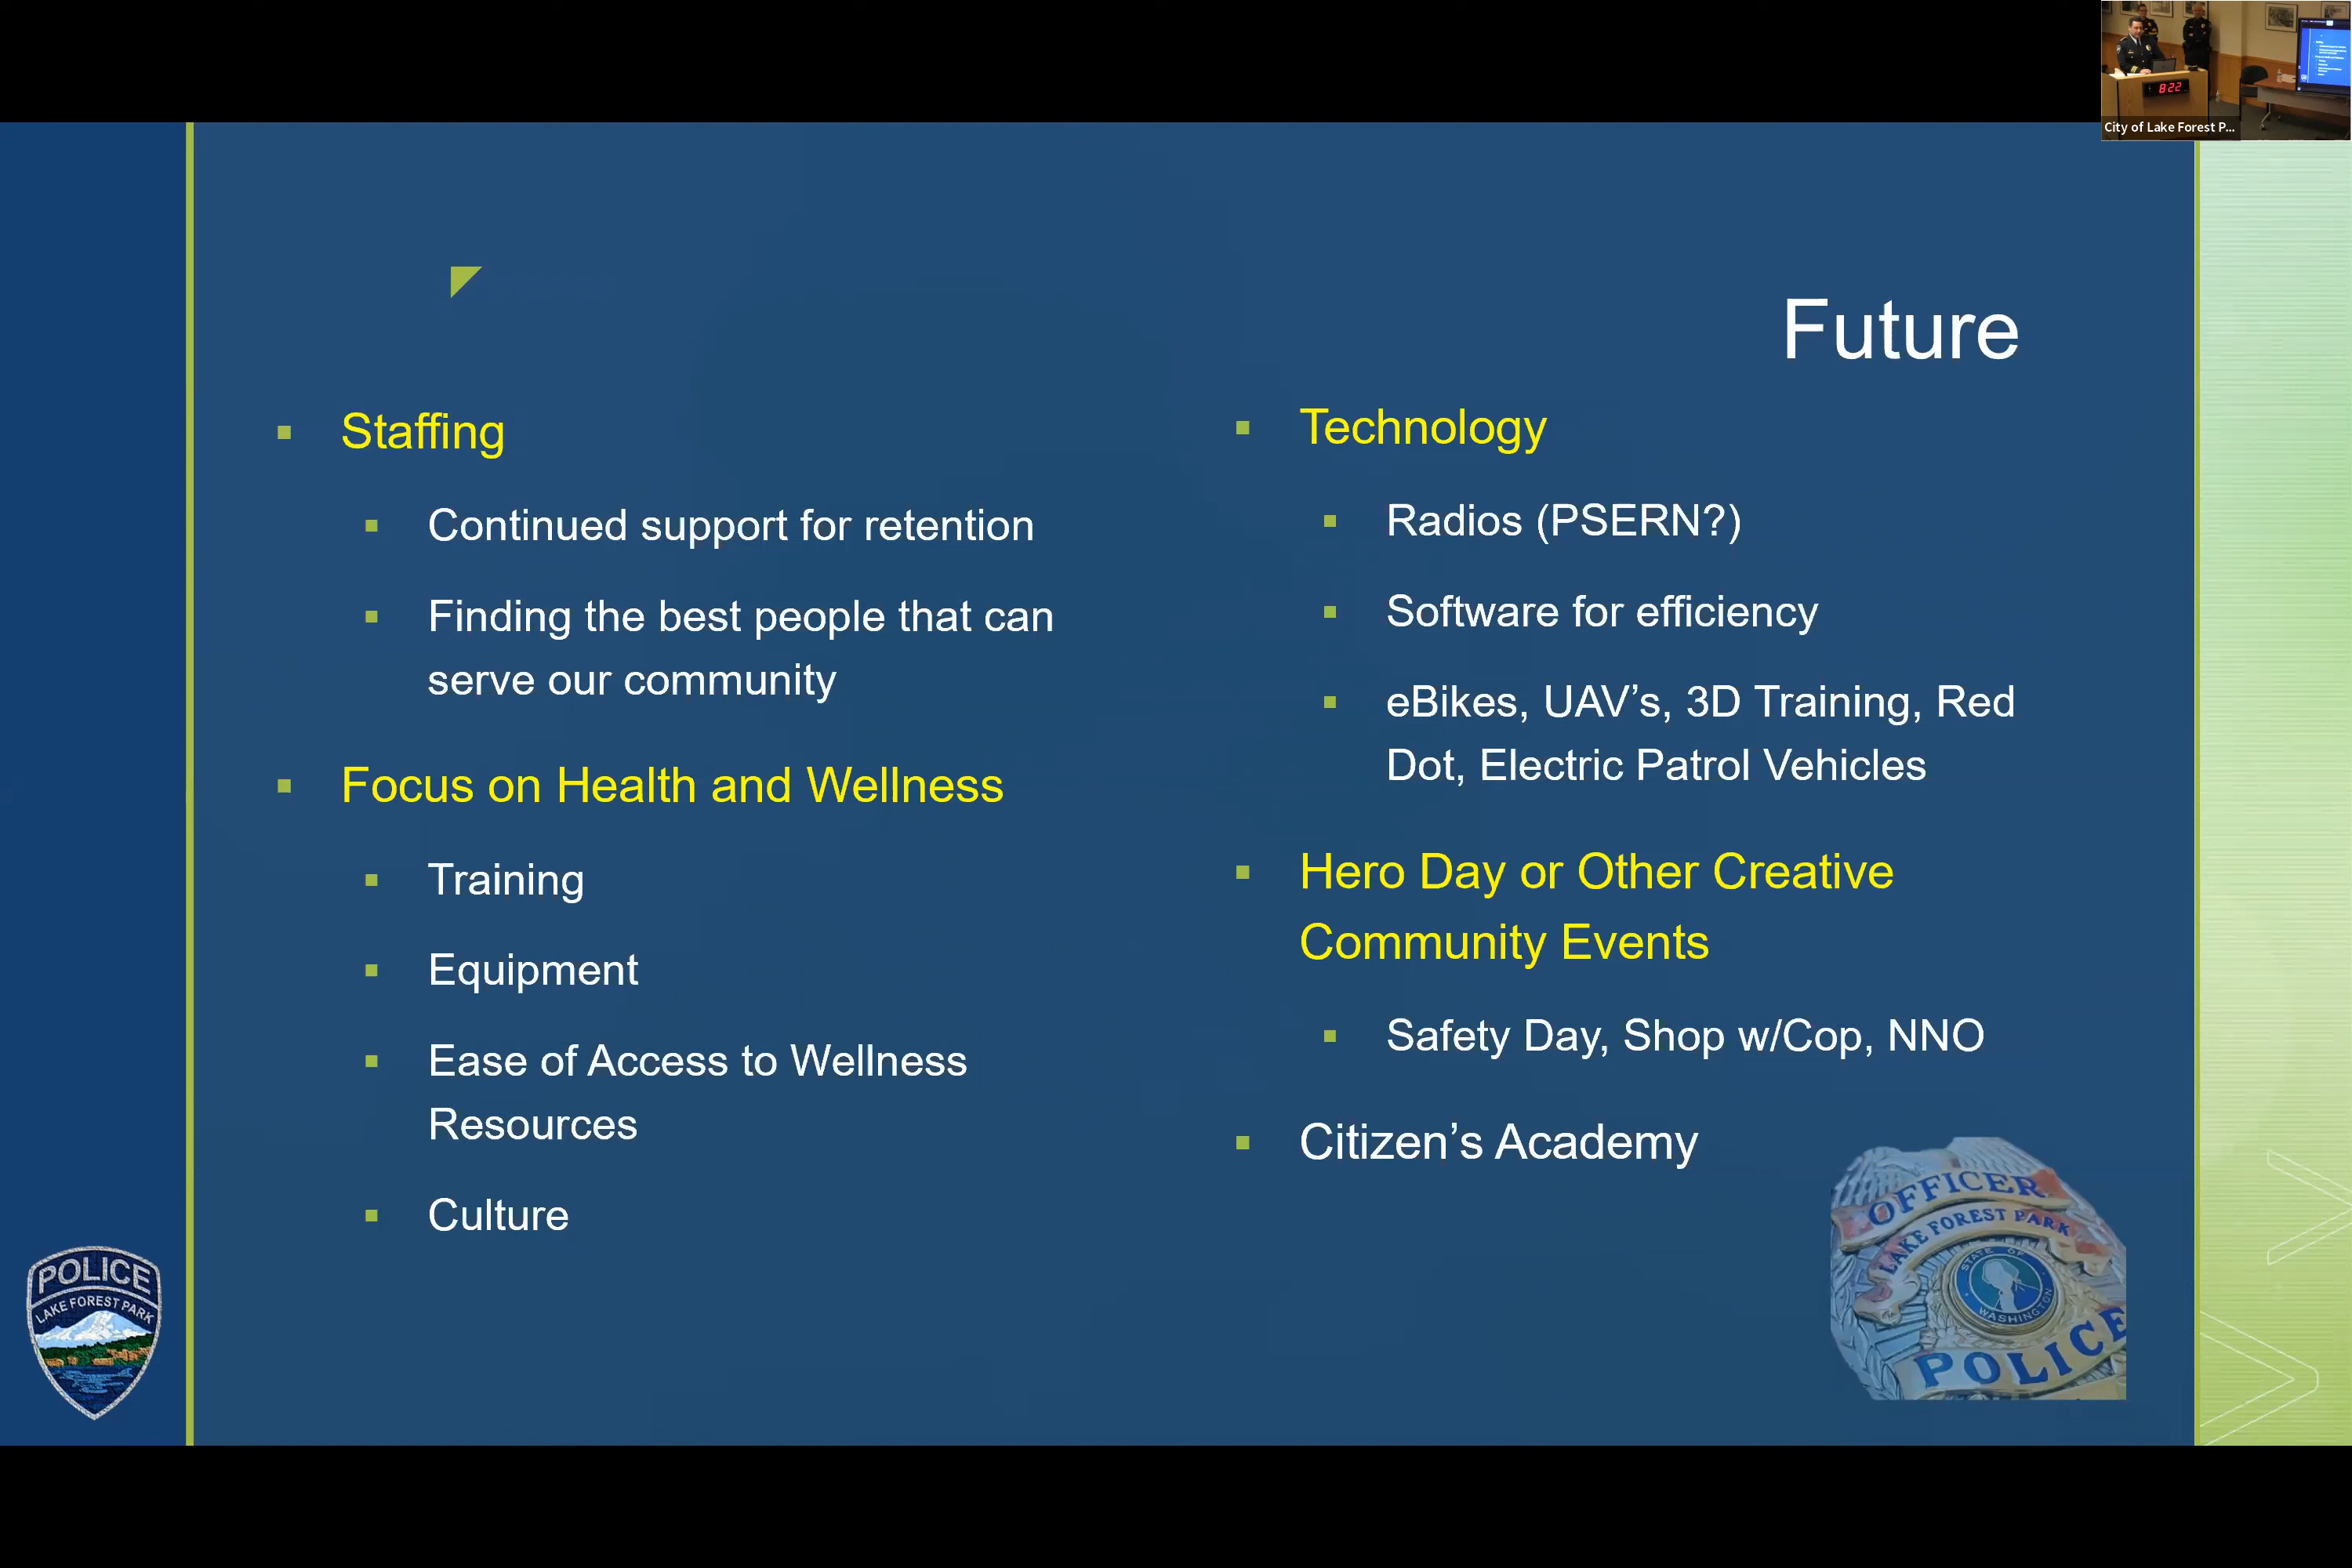 City of Lake Forest P...
8:22
Future
Staffing
Continued support for retention
Finding the best people that can
serve our community
Focus on Health and Wellness
Training
Equipment
Ease of Access to Wellness
Resources
Culture
Technology
Radios (PSERN?)
Software for efficiency
eBikes, UAV's, 3D Training, Red
Dot, Electric Patrol Vehicles
Hero Day or Other Creative
Community Events
Safety Day, Shop w/Cop, NNO
Citizen's Academy
POLICE
LAKE FOREST PARK
OFFICER
LAKE FOREST PARK
STATE OF
WASHINGTON
POLICE